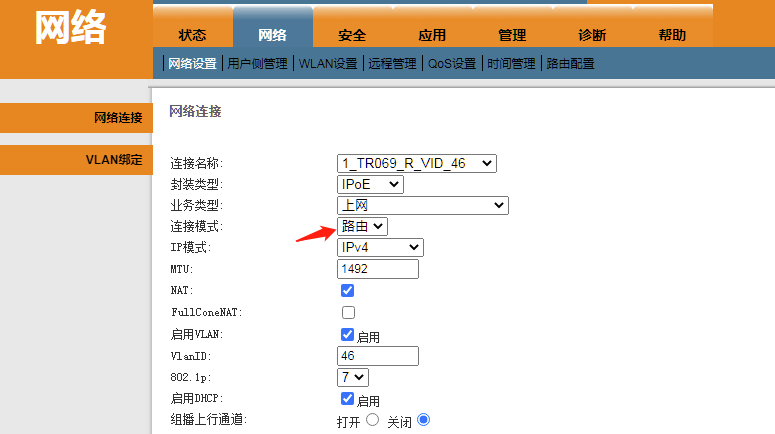 网络
状态 网络 安全 应用 管理 诊断 帮助
网络设置 用户侧管理 WLAN设置 远程管理 QoS设置 时间管理 路由配置
网络连接
VLAN绑定
网络连接
连接名称: 1_TR069_R_VID_46
封装类型: IPoE
业务类型: 上网
连接模式: 路由
IP模式: IPv4
MTU: 1492
NAT:
FullConeNAT:
启用VLAN: 启用
VlanID: 46
802.1p: 7
启用DHCP: 启用
组播上行通道: 打开 关闭